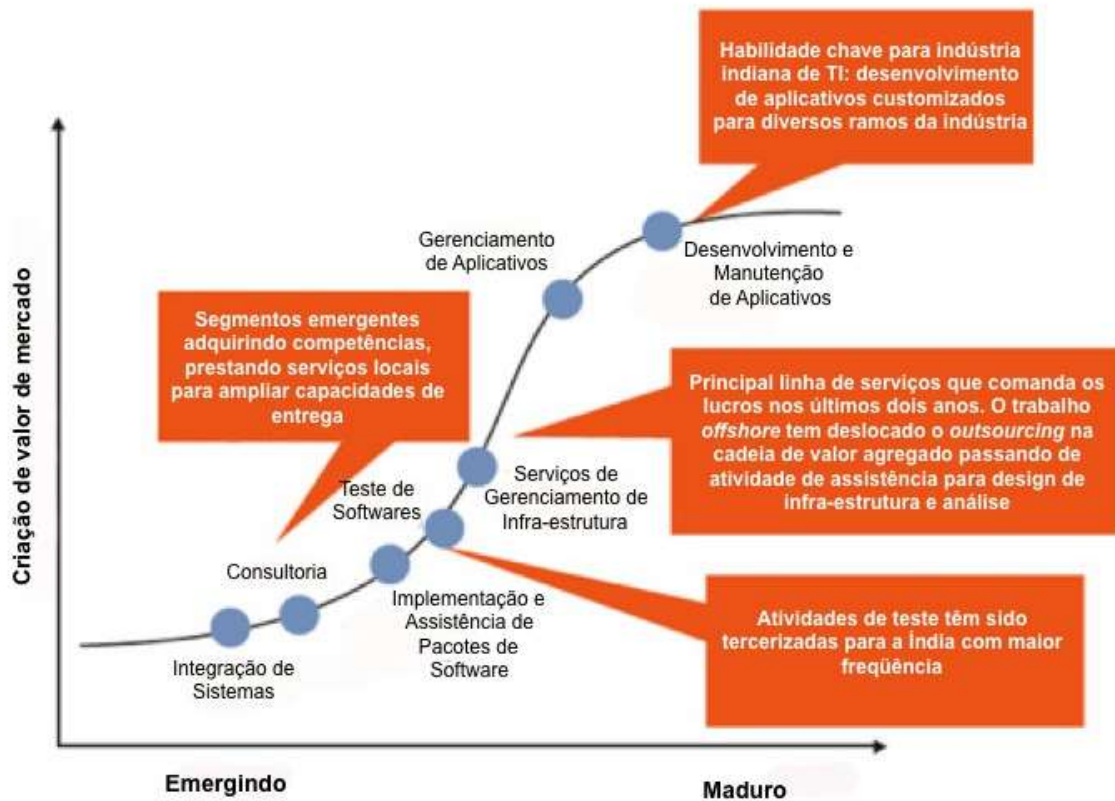 Habilidade chave para indústria
indiana de TI: desenvolvimento
de aplicativos customizados
para diversos ramos da indústria
Criação de valor de mercado
Gerenciamento
de Aplicativos
Desenvolvimento e
Manutenção
de Aplicativos
Segmentos emergentes
adquirindo competências,
prestando serviços locais
para ampliar capacidades de
entrega
Principal linha de serviços que comanda os
lucros nos últimos dois anos. O trabalho
offshore tem deslocado o outsourcing na
cadeia de valor agregado passando de
atividade de assistência para design de
infra-estrutura e análise
Teste de
Softwares
Serviços de
Gerenciamento de
Infra-estrutura
Consultoria
Implementação e
Assistência de
Pacotes de
Software
Integração de
Sistemas
Atividades de teste têm sido
tercerizadas para a Índia com maior
freqüência
Emergindo
Maduro